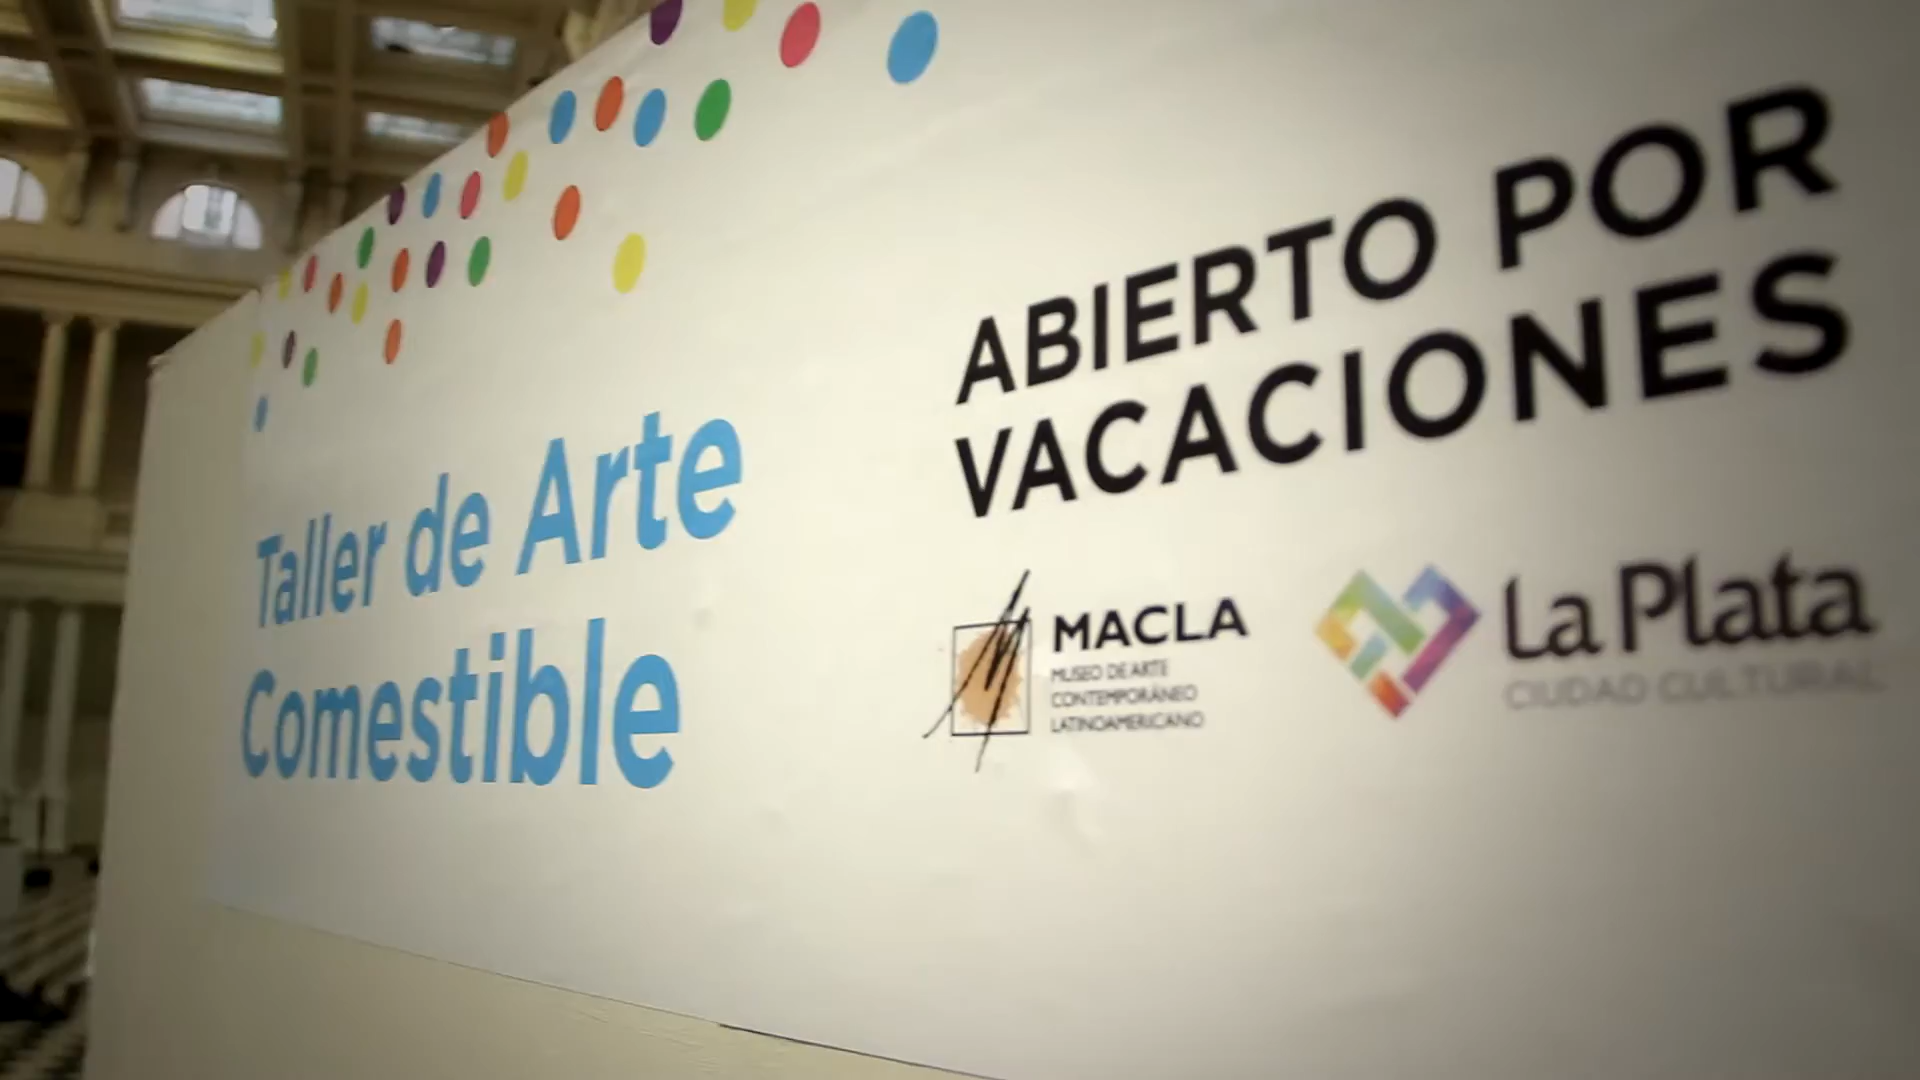 Taller de Arte
Comestible
ABIERTO POR
VACACIONES
MACLA
MUSEO DE ARTE
CONTEMPORÁNEO
LATINOAMERICANO
La Plata
CIUDAD CULTURAL